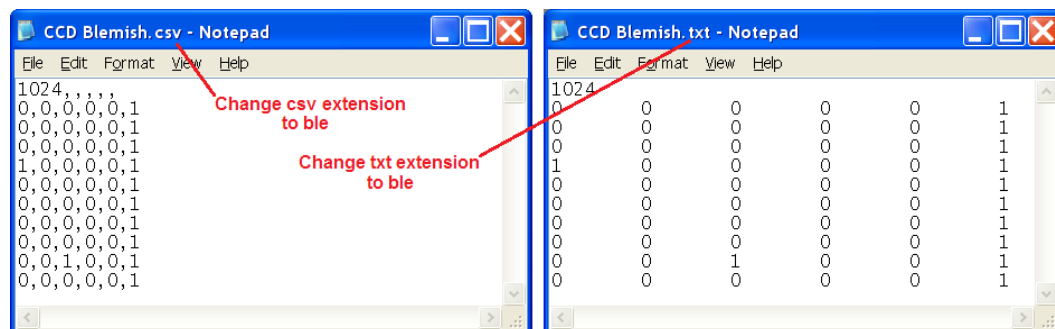 CCD Blemish.csv - Notepad
File Edit Format View Help
1024,,,,,
0,0,0,0,0,1
0,0,0,0,0,1
0,0,0,0,0,1
1,0,0,0,0,1
0,0,0,0,0,1
0,0,0,0,0,1
0,0,0,0,0,1
0,0,0,0,0,1
0,0,1,0,0,1
0,0,0,0,0,1
Change csv extension
to ble
CCD Blemish.txt - Notepad
File Edit Format View Help
1024
0 0 0 0 0 1
0 0 0 0 0 1
0 0 0 0 0 1
1 0 0 0 0 1
0 0 0 0 0 1
0 0 0 0 0 1
0 0 0 0 0 1
0 0 0 0 0 1
0 0 1 0 0 1
0 0 0 0 0 1
Change txt extension
to ble